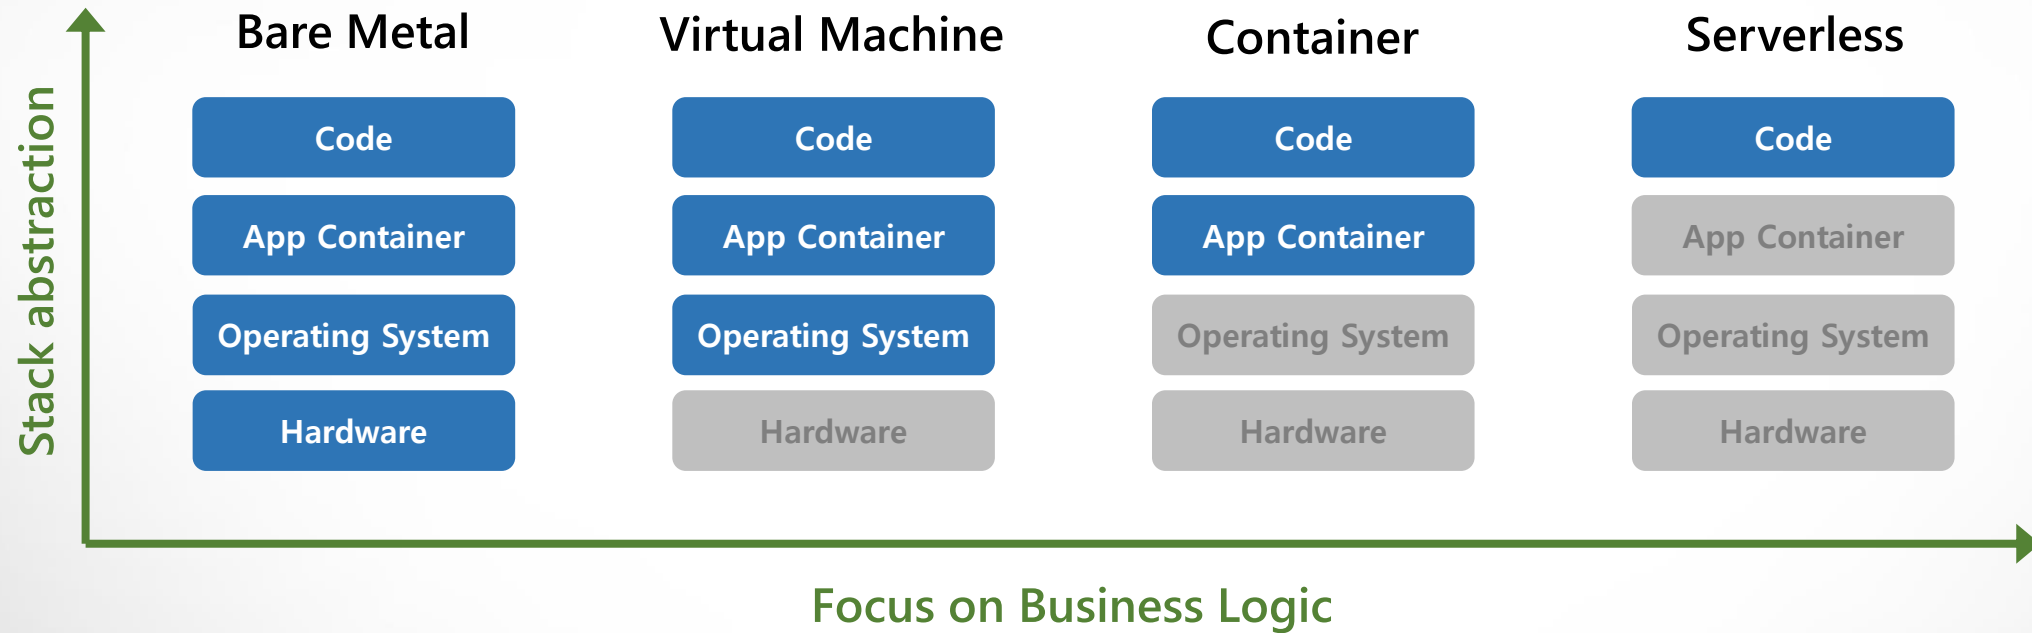 Bare Metal
Virtual Machine
Container
Serverless
Stack abstraction
Code
Code
Code
Code
App Container
App Container
App Container
App Container
Operating System
Operating System
Operating System
Operating System
Hardware
Hardware
Hardware
Hardware
Focus on Business Logic